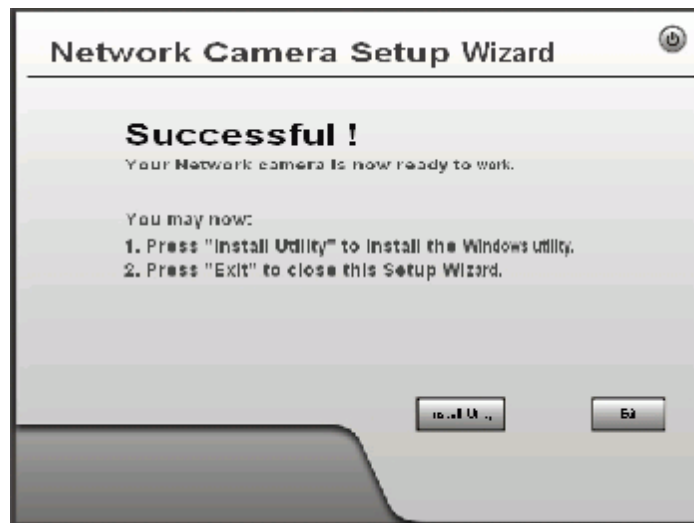 Network Camera Setup Wizard
Successful !
Your Network camera is now ready to work.
You may now:
1. Press "Install Utility" to install the Windows utility.
2. Press "Exit" to close this Setup Wizard.
Exit